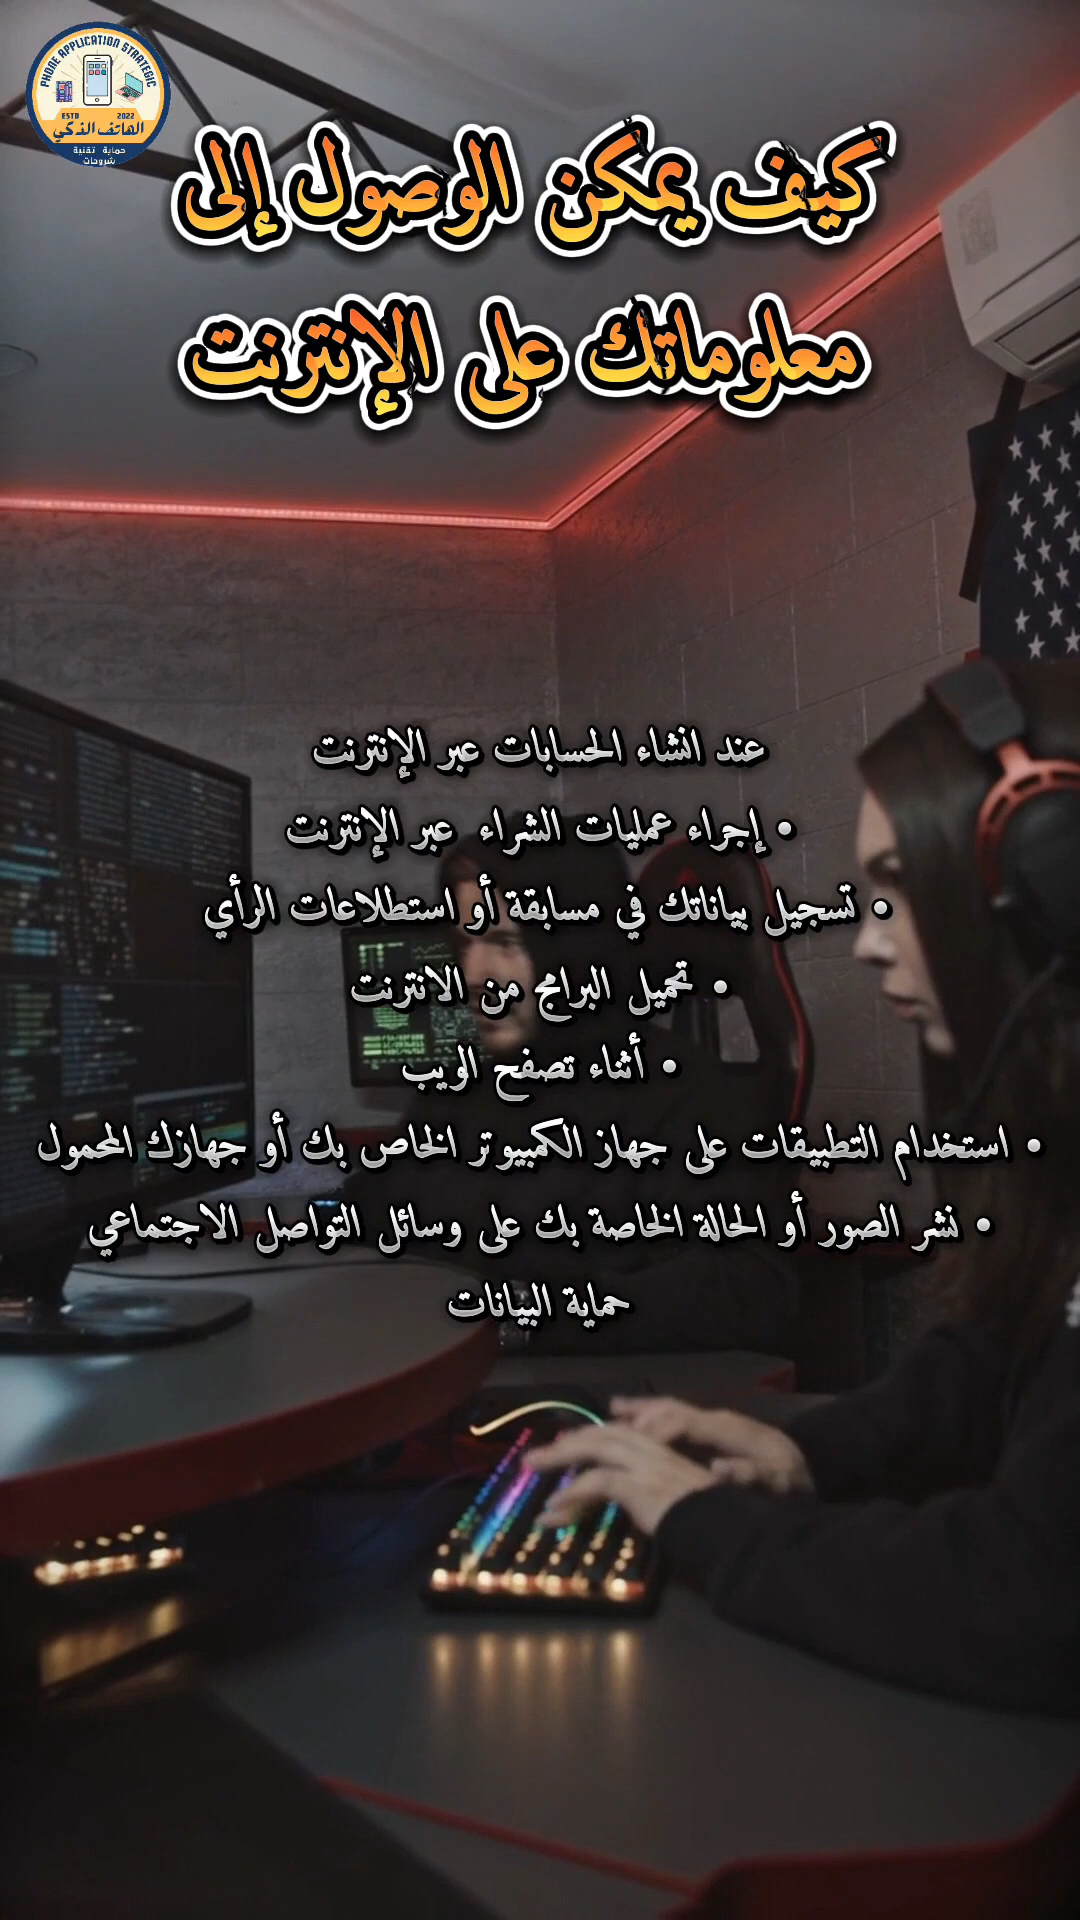 PHONE APPLICATION STRATEGIC
ESTD 2022
الهاتف الذكي
حماية تقنية
شروحات
كيف يمكن الوصول إلى
معلوماتك على الإنترنت
عند انشاء الحسابات عبر الإنترنت
• إجراء عمليات الشراء عبر الإنترنت
• تسجيل بياناتك في مسابقة أو استطلاعات الرأي
• تحميل البرامج من الانترنت
• أثناء تصفح الويب
• استخدام التطبيقات على جهاز الكمبيوتر الخاص بك أو جهازك المحمول
• نشر الصور أو الحالة الخاصة بك على وسائل التواصل الاجتماعي
حماية البيانات